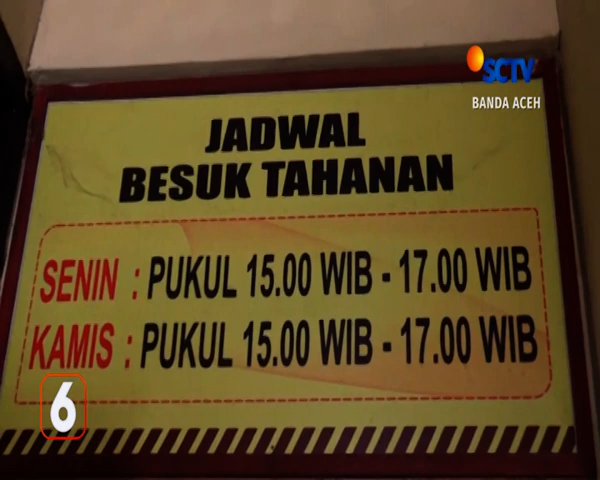 SCTV
BANDA ACEH
JADWAL
BESUK TAHANAN
SENIN : PUKUL 15.00 WIB - 17.00 WIB
KAMIS : PUKUL 15.00 WIB - 17.00 WIB
6